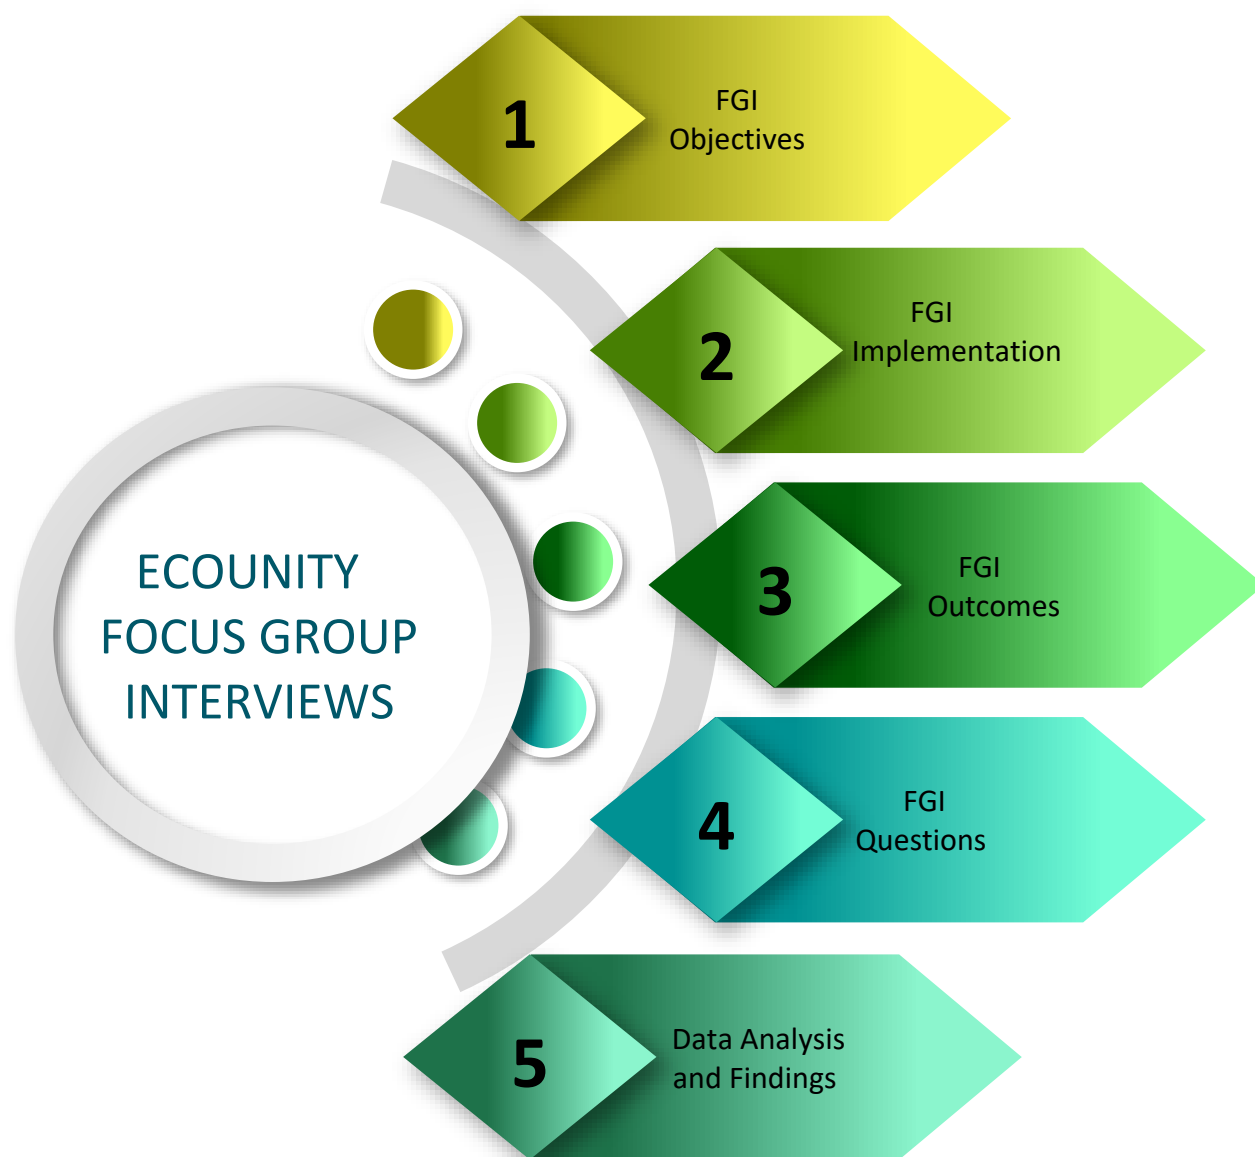 1
FGI
Objectives
2
FGI
Implementation
ECOUNITY
FOCUS GROUP
INTERVIEWS
3
FGI
Outcomes
4
FGI
Questions
5
Data Analysis
and Findings